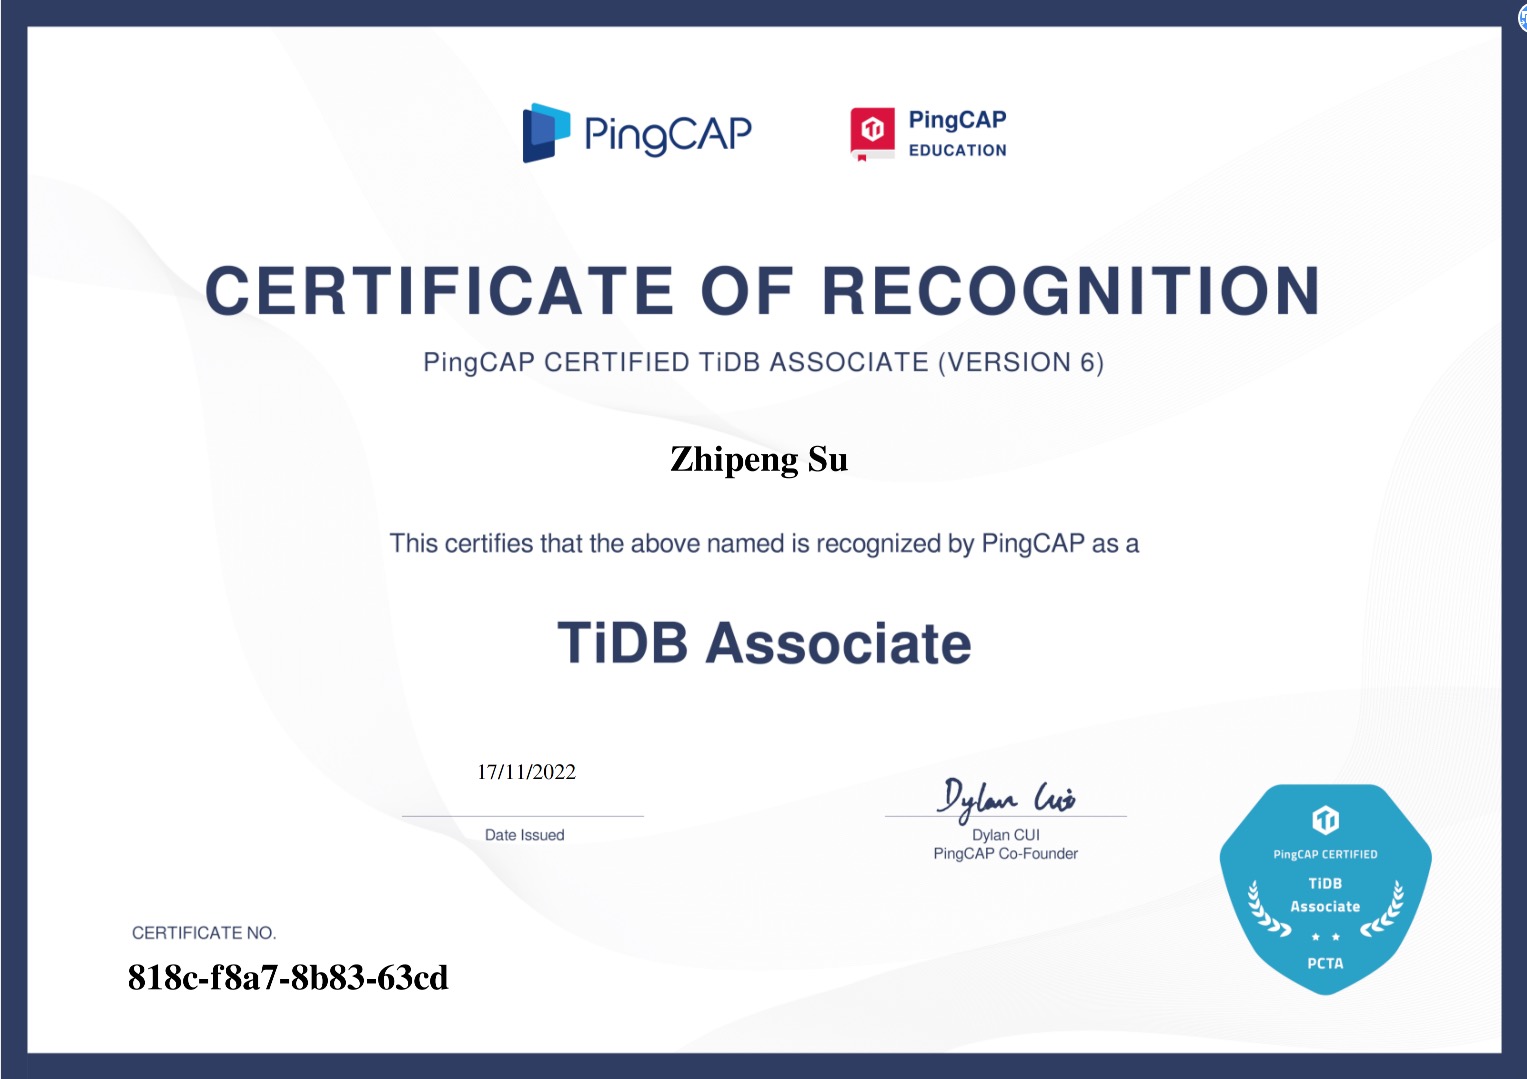 PingCAP
PingCAP
EDUCATION
CERTIFICATE OF RECOGNITION
PingCAP CERTIFIED TiDB ASSOCIATE (VERSION 6)
Zhipeng Su
This certifies that the above named is recognized by PingCAP as a
TiDB Associate
17/11/2022
Date Issued
Dylan Cui
Dylan CUI
PingCAP Co-Founder
PingCAP CERTIFIED
TiDB
Associate
PCTA
CERTIFICATE NO.
818c-f8a7-8b83-63cd